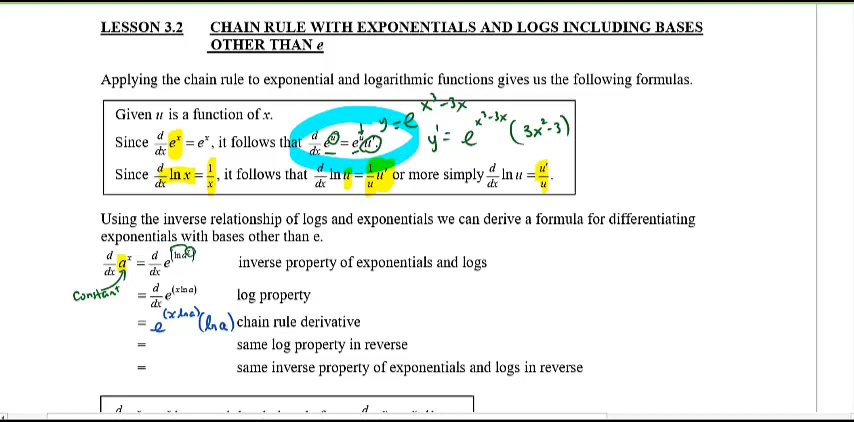 LESSON 3.2 CHAIN RULE WITH EXPONENTIALS AND LOGS INCLUDING BASES
OTHER THAN e
Applying the chain rule to exponential and logarithmic functions gives us the following formulas.
Given u is a function of x.
y = e^(x³-3x)
Since d/dx e^x = e^x, it follows that d/dx e^u = e^u u'. y' = e^(x³-3x) (3x²-3)
Since d/dx ln x = 1/x, it follows that d/dx ln u = 1/u u' or more simply d/dx ln u = u'/u.
Using the inverse relationship of logs and exponentials we can derive a formula for differentiating
exponentials with bases other than e.
d/dx a^x = d/dx e^(ln a^x) inverse property of exponentials and logs
constant
= d/dx e^(x ln a) log property
= e^(x ln a) (ln a) chain rule derivative
= same log property in reverse
= same inverse property of exponentials and logs in reverse